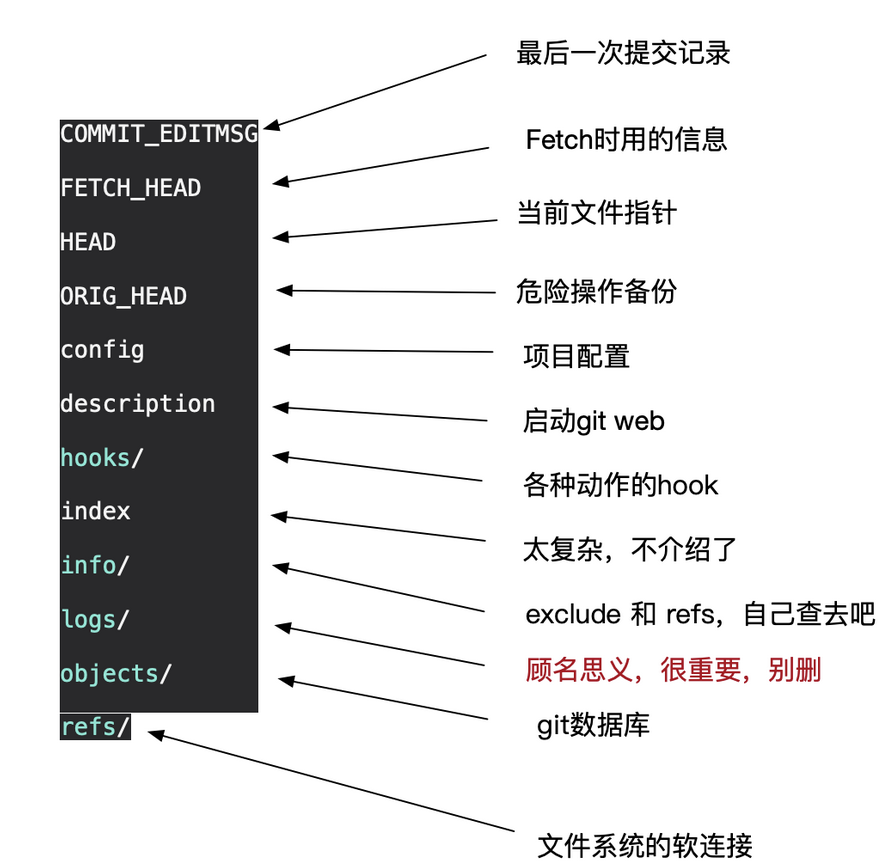 最后一次提交记录
COMMIT_EDITMSG
Fetch时用的信息
FETCH_HEAD
当前文件指针
HEAD
危险操作备份
ORIG_HEAD
项目配置
config
启动git web
description
各种动作的hook
hooks/
太复杂，不介绍了
index
exclude 和 refs，自己查去吧
info/
顾名思义，很重要，别删
logs/
git数据库
objects/
文件系统的软连接
refs/